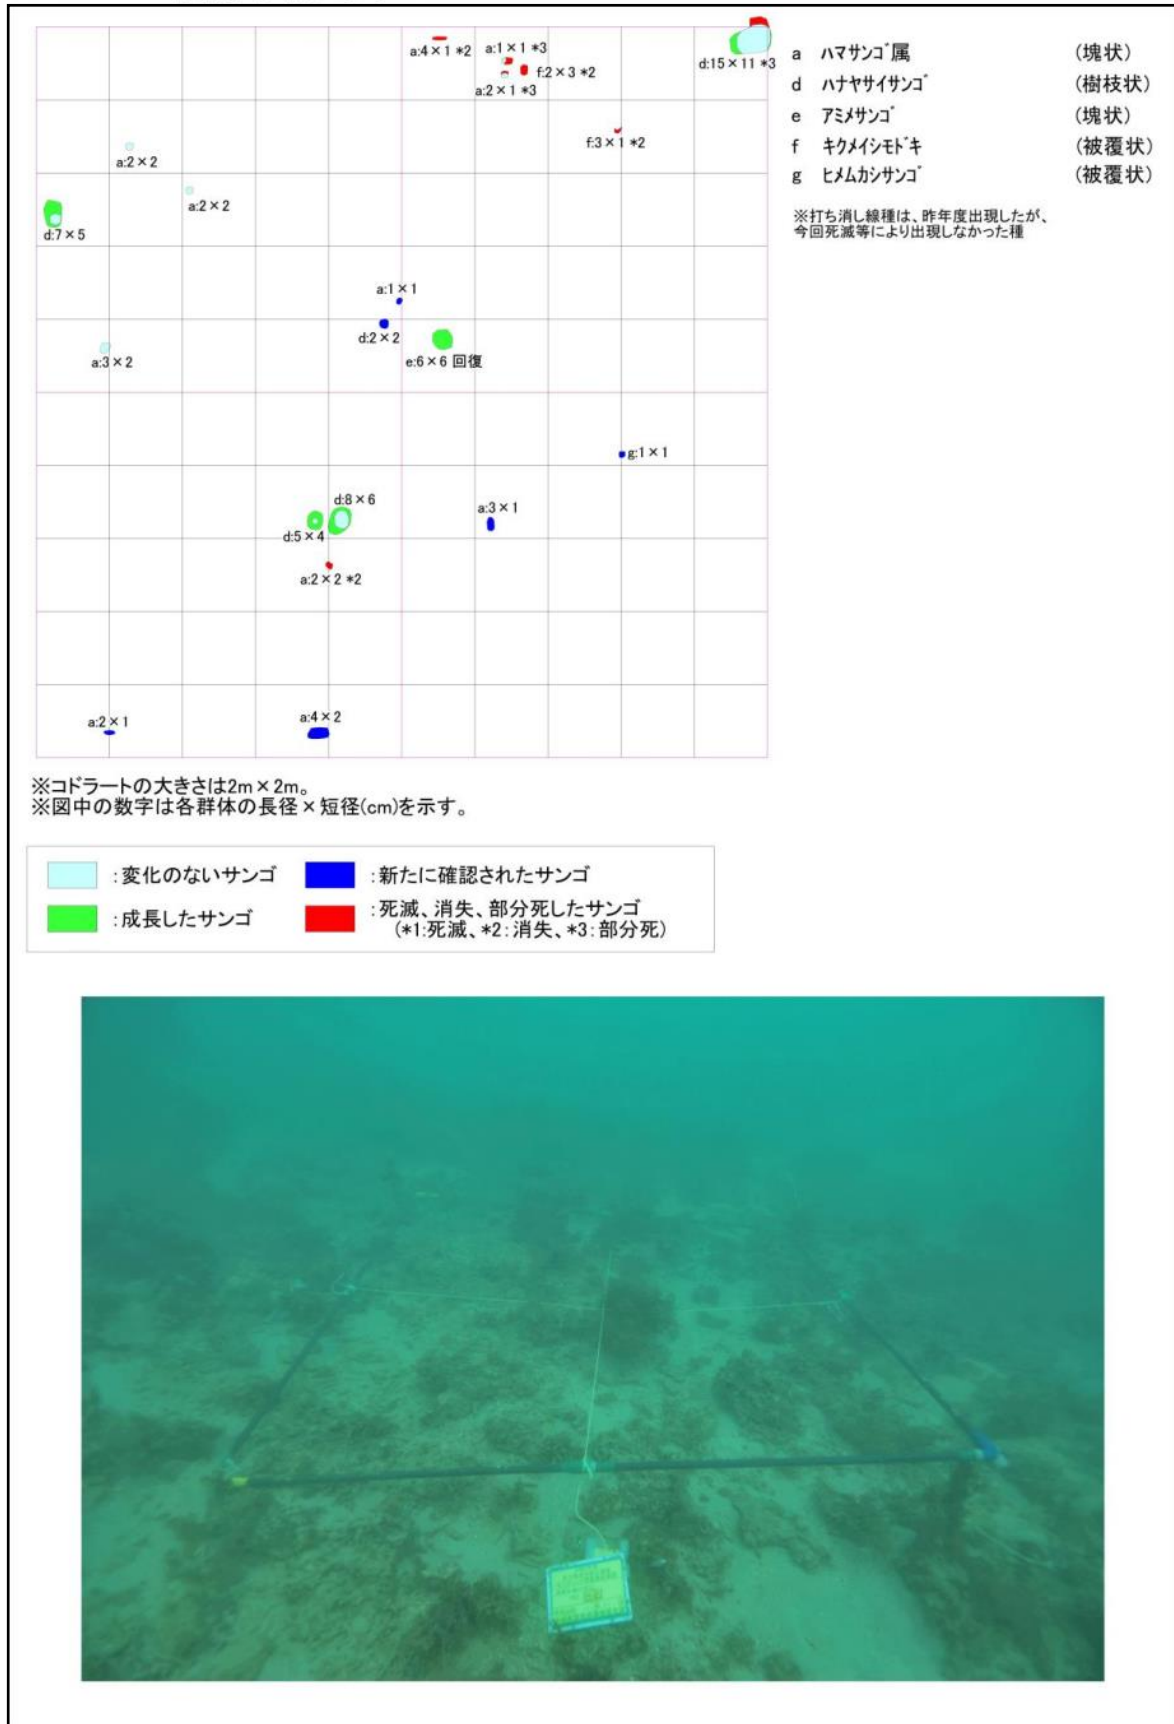 a:4×1 *2
a:1×1 *3
f:2×3 *2
a:2×1 *3
d:15×11 *3
f:3×1 *2
a:2×2
a:2×2
d:7×5
a:1×1
d:2×2
e:6×6 回復
a:3×2
g:1×1
d:8×6
a:3×1
d:5×4
a:2×2 *2
a:2×1
a:4×2
a ハマサンゴ属 (塊状)
d ハナヤサイサンゴ (樹枝状)
e アミメサンゴ (塊状)
f キクメイシモドキ (被覆状)
g ヒメムカシサンゴ (被覆状)
※打ち消し線種は、昨年度出現したが、
今回死滅等により出現しなかった種
※コドラートの大きさは2m×2m。
※図中の数字は各群体の長径×短径(cm)を示す。
:変化のないサンゴ
:新たに確認されたサンゴ
:成長したサンゴ
:死滅、消失、部分死したサンゴ
(*1:死滅、*2:消失、*3:部分死)